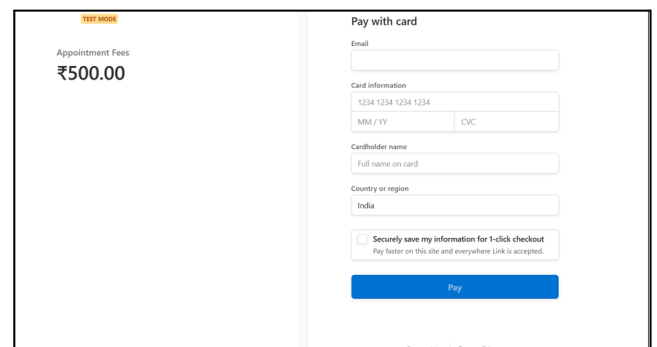 TEST MODE
Appointment Fees
₹500.00
Pay with card
Email
Card information
1234 1234 1234 1234
MM / YY
CVC
Cardholder name
Full name on card
Country or region
India
Securely save my information for 1-click checkout
Pay faster on this site and everywhere Link is accepted.
Pay